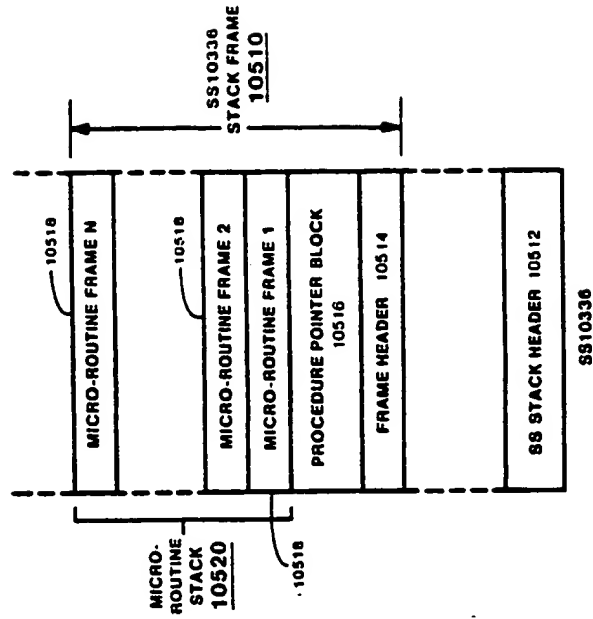 SS10336
STACK FRAME
10510
10518
MICRO-ROUTINE FRAME N
10518
MICRO-ROUTINE FRAME 2
MICRO-ROUTINE FRAME 1
PROCEDURE POINTER BLOCK
10516
FRAME HEADER 10514
SS STACK HEADER 10512
MICRO-
ROUTINE
STACK
10520
10518
SS10336